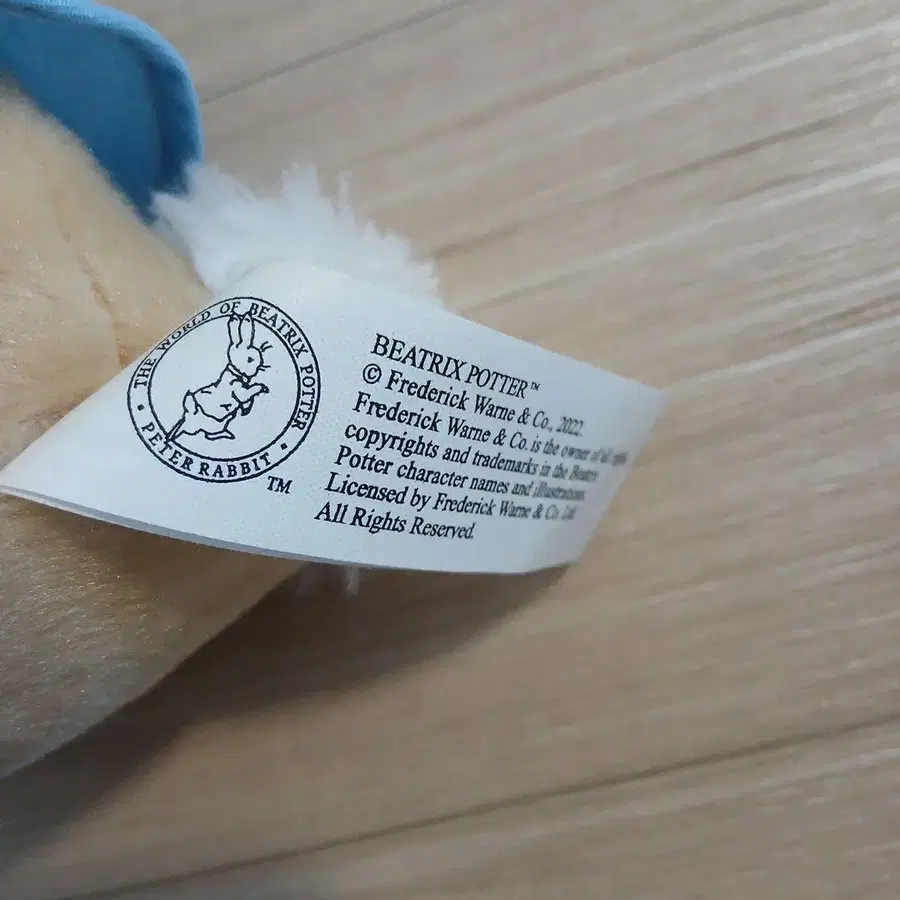 THE WORLD OF BEATRIX POTTER
• PETER RABBIT •
TM
BEATRIX POTTER™
© Frederick Warne & Co., 2022
Frederick Warne & Co. is the owner of all rights
copyrights and trademarks in the Beatrix
Potter character names and illustrations.
Licensed by Frederick Warne & Co. Ltd.
All Rights Reserved.